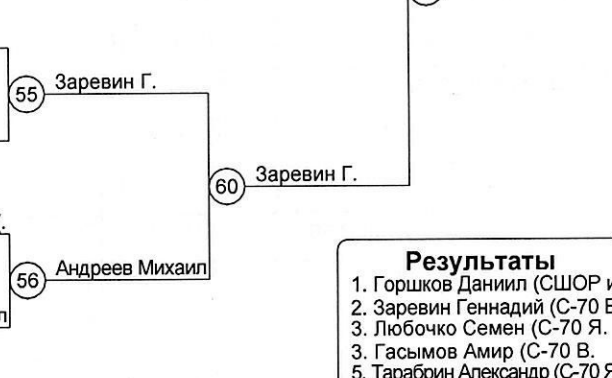 55 Заревин Г.
60 Заревин Г.
56 Андреев Михаил
Результаты
1. Горшков Даниил (СШОР
2. Заревин Геннадий (С-70
3. Любочко Семен (С-70 Я.
3. Гасымов Амир (С-70 В.
5. Тарабрин Александр (С-70